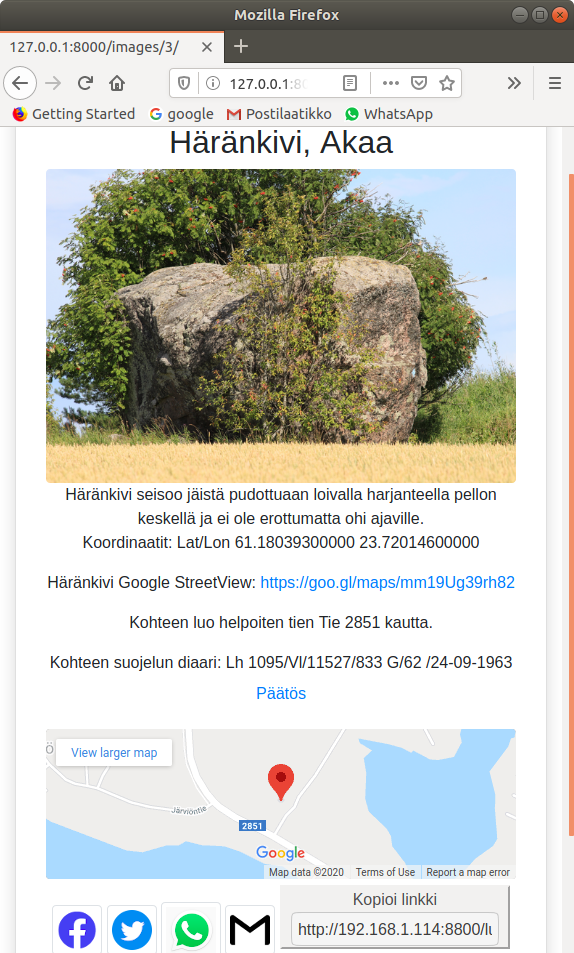 Mozilla Firefox
127.0.0.1:8000/images/3/
127.0.0.1:80
Getting Started google Postilaatikko WhatsApp
Häränkivi, Akaa
Häränkivi seisoo jäistä pudottuaan loivalla harjanteella pellon
keskellä ja ei ole erottumatta ohi ajaville.
Koordinaatit: Lat/Lon 61.18039300000 23.72014600000
Häränkivi Google StreetView: https://goo.gl/maps/mm19Ug39rh82
Kohteen luo helpoiten tien Tie 2851 kautta.
Kohteen suojelun diaari: Lh 1095/Vl/11527/833 G/62 /24-09-1963
Päätös
View larger map
Järviöntie
2851
Google
Map data ©2020 Terms of Use Report a map error
Kopioi linkki
http://192.168.1.114:8800/lu